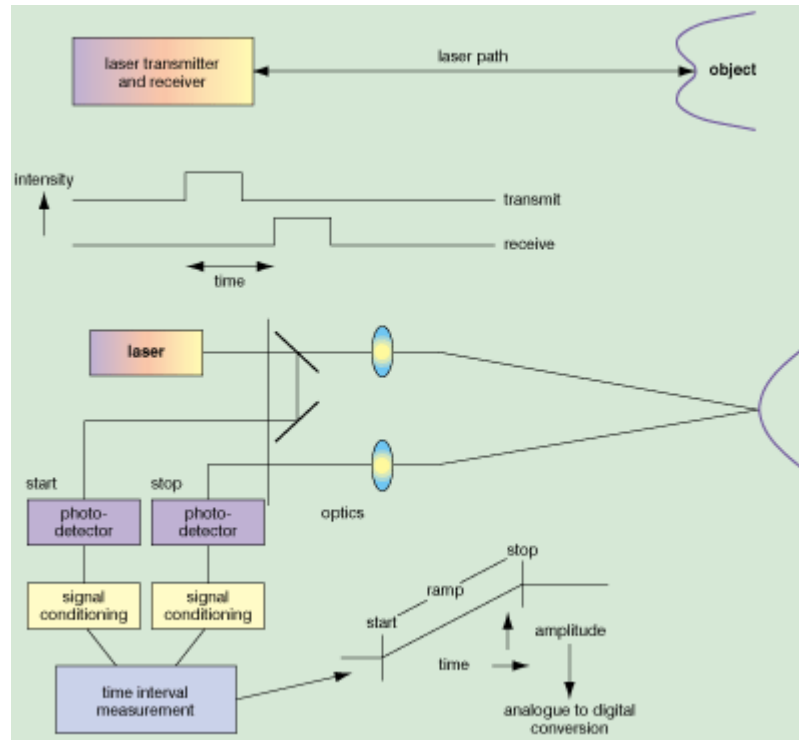 laser transmitter
and receiver
laser path
object
intensity
transmit
receive
time
laser
start
stop
photo-
detector
photo-
detector
optics
signal
conditioning
signal
conditioning
time interval
measurement
stop
ramp
start
amplitude
time
analogue to digital
conversion